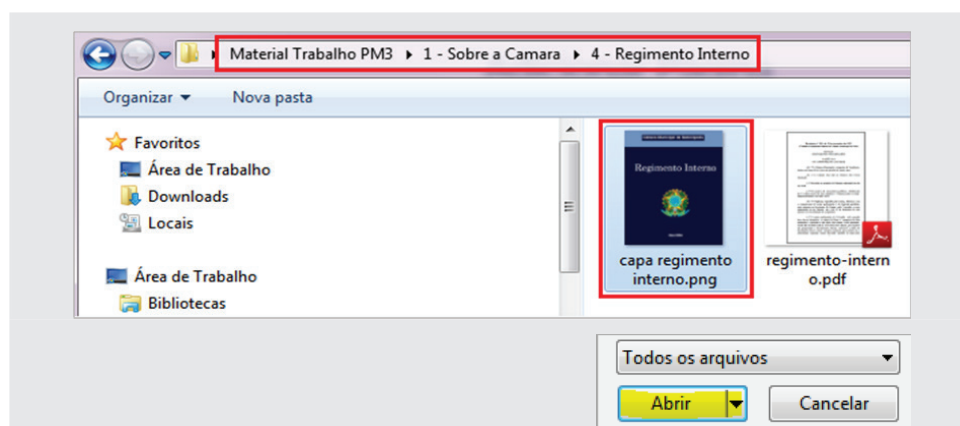 Material Trabalho PM3 ▸ 1 - Sobre a Camara ▸ 4 - Regimento Interno
Organizar Nova pasta
Favoritos
Área de Trabalho
Downloads
Locais
Área de Trabalho
Bibliotecas
Regimento Interno
capa regimento
interno.png
regimento-intern
o.pdf
Todos os arquivos
Abrir Cancelar